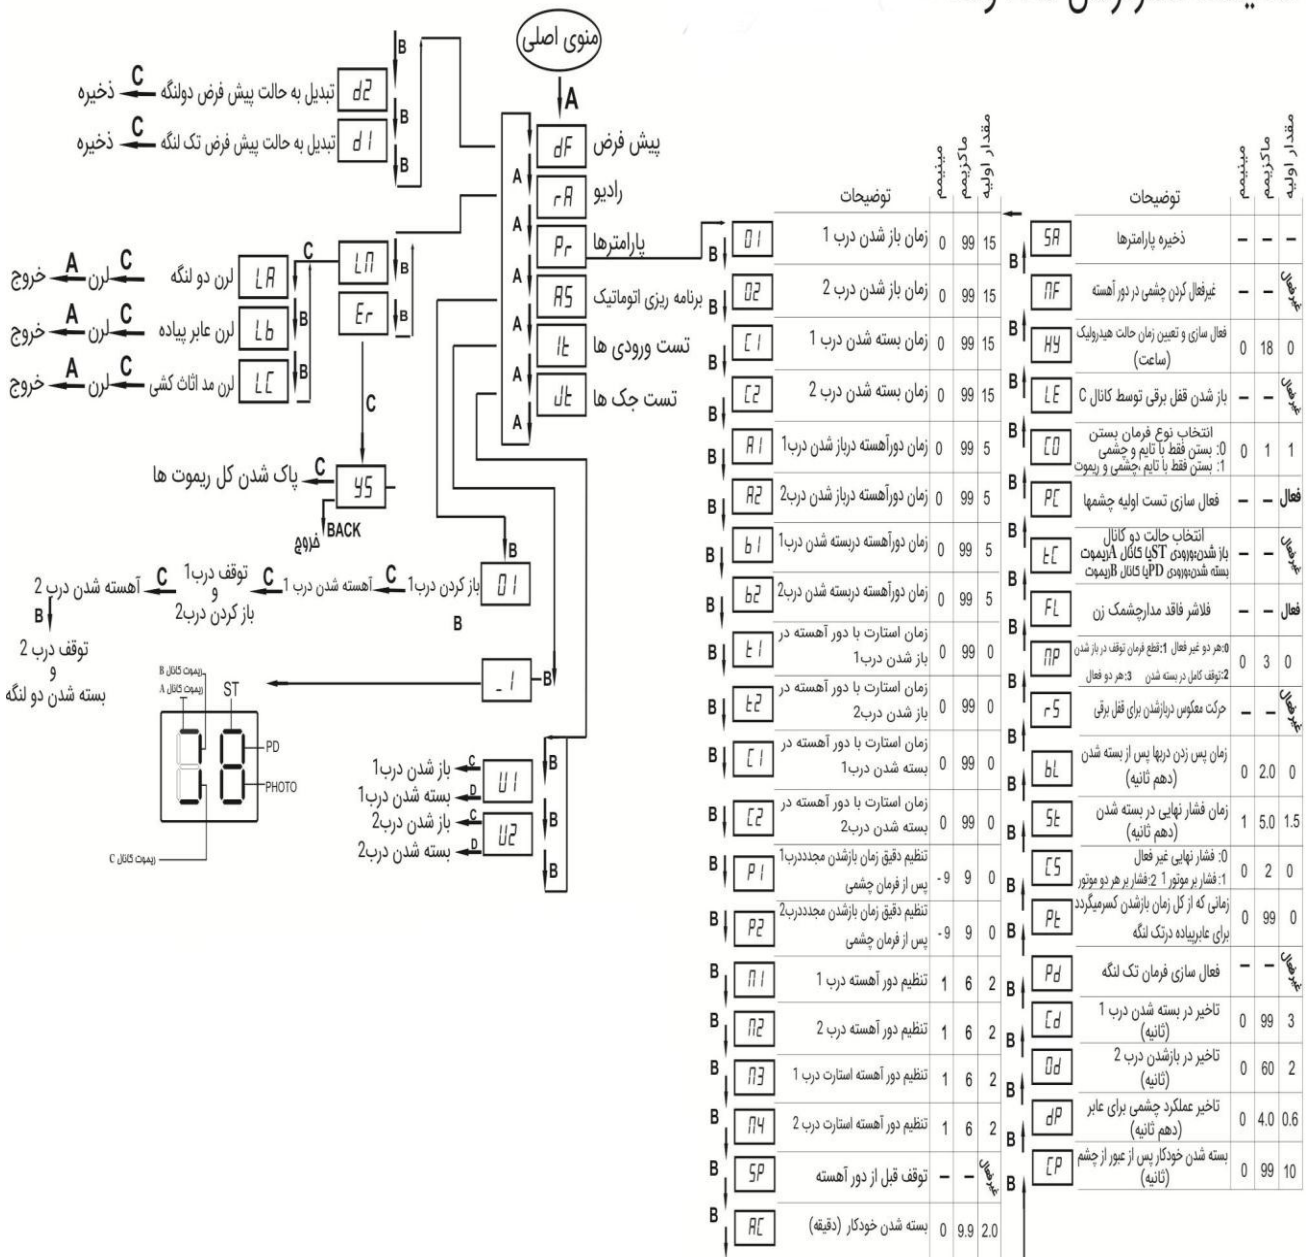 منوی اصلی
A
dF پیش فرض
A
rA رادیو
A
Pr پارامترها
A
AS برنامه ریزی اتوماتیک
A
It تست ورودی ها
A
Jt تست جک ها
A
B
d2 تبدیل به حالت پیش فرض دولنگه C ذخیره
B
d1 تبدیل به حالت پیش فرض تک لنگه C ذخیره
B
Ln B
Er B
C
LA لرن دو لنگه C لرن A خروج
B
Lb لرن عابر پیاده C لرن A خروج
B
LC لرن مد اثاث کشی C لرن A خروج
C
YS C پاک شدن کل ریموت ها
BACK
خروج
B
01 باز کردن درب1 C آهسته شدن درب 1 C توقف درب1 و باز کردن درب2 C آهسته شدن درب 2
B
توقف درب 2
و
بسته شدن دو لنگه
B
_1 B
ریموت کانال B
ریموت کانال A
ST
PD
PHOTO
ریموت کانال C
B
U1 C باز شدن درب1
D بسته شدن درب1
B
U2 C باز شدن درب2
D بسته شدن درب2
B
توضیحات مینیمم ماکزیمم مقدار اولیه
B 01 زمان باز شدن درب 1 0 99 15
B 02 زمان باز شدن درب 2 0 99 15
B C1 زمان بسته شدن درب 1 0 99 15
B C2 زمان بسته شدن درب 2 0 99 15
B A1 زمان دورآهسته درباز شدن درب1 0 99 5
B A2 زمان دورآهسته درباز شدن درب2 0 99 5
B b1 زمان دورآهسته دربسته شدن درب1 0 99 5
B b2 زمان دورآهسته دربسته شدن درب2 0 99 5
B t1 زمان استارت با دور آهسته در
باز شدن درب1 0 99 0
B t2 زمان استارت با دور آهسته در
باز شدن درب2 0 99 0
B C1 زمان استارت با دور آهسته در
بسته شدن درب1 0 99 0
B C2 زمان استارت با دور آهسته در
بسته شدن درب2 0 99 0
B P1 تنظیم دقیق زمان بازشدن مجدددرب1
پس از فرمان چشمی -9 9 0
B P2 تنظیم دقیق زمان بازشدن مجدددرب2
پس از فرمان چشمی -9 9 0
B n1 تنظیم دور آهسته درب 1 1 6 2
B n2 تنظیم دور آهسته درب 2 1 6 2
B n3 تنظیم دور آهسته استارت درب 1 1 6 2
B n4 تنظیم دور آهسته استارت درب 2 1 6 2
B SP توقف قبل از دور آهسته – – غیرفعال
B AC بسته شدن خودکار (دقیقه) 0 9.9 2.0
توضیحات مینیمم ماکزیمم مقدار اولیه
SA ذخیره پارامترها – – –
B nF غیرفعال کردن چشمی در دور آهسته – – غیرفعال
B HY فعال سازی و تعیین زمان حالت هیدرولیک
(ساعت) 0 18 0
B LE باز شدن قفل برقی توسط کانال C – – غیرفعال
B CO انتخاب نوع فرمان بستن
0: بستن فقط با تایم و چشمی
1: بستن فقط با تایم ،چشمی و ریموت 0 1 1
B PC فعال سازی تست اولیه چشمها – – فعال
B tC انتخاب حالت دو کانال
باز شدن:ورودی STیا کانال Aریموت
بسته شدن:ورودی PDیا کانال Bریموت – – غیرفعال
B FL فلاشر فاقد مدارچشمک زن – – فعال
B nP 0:هر دو غیر فعال 1:قطع فرمان توقف در باز شدن
2:توقف کامل در بسته شدن 3:هر دو فعال 0 3 0
B rS حرکت معکوس دربازشدن برای قفل برقی – – غیرفعال
B bL زمان پس زدن دربها پس از بسته شدن
(دهم ثانیه) 0 2.0 0
B St زمان فشار نهایی در بسته شدن
(دهم ثانیه) 1 5.0 1.5
B CS 0: فشار نهایی غیر فعال
1: فشار بر موتور 1 2:فشار بر هر دو موتور 0 2 0
B Pt زمانی که از کل زمان بازشدن کسرمیگردد
برای عابرپیاده درتک لنگه 0 99 0
B Pd فعال سازی فرمان تک لنگه – – غیرفعال
B Cd تاخیر در بسته شدن درب 1
(ثانیه) 0 99 3
B Od تاخیر در بازشدن درب 2
(ثانیه) 0 60 2
B dP تاخیر عملکرد چشمی برای عابر
(دهم ثانیه) 0 4.0 0.6
B CP بسته شدن خودکار پس از عبور از چشم
(ثانیه) 0 99 10
B